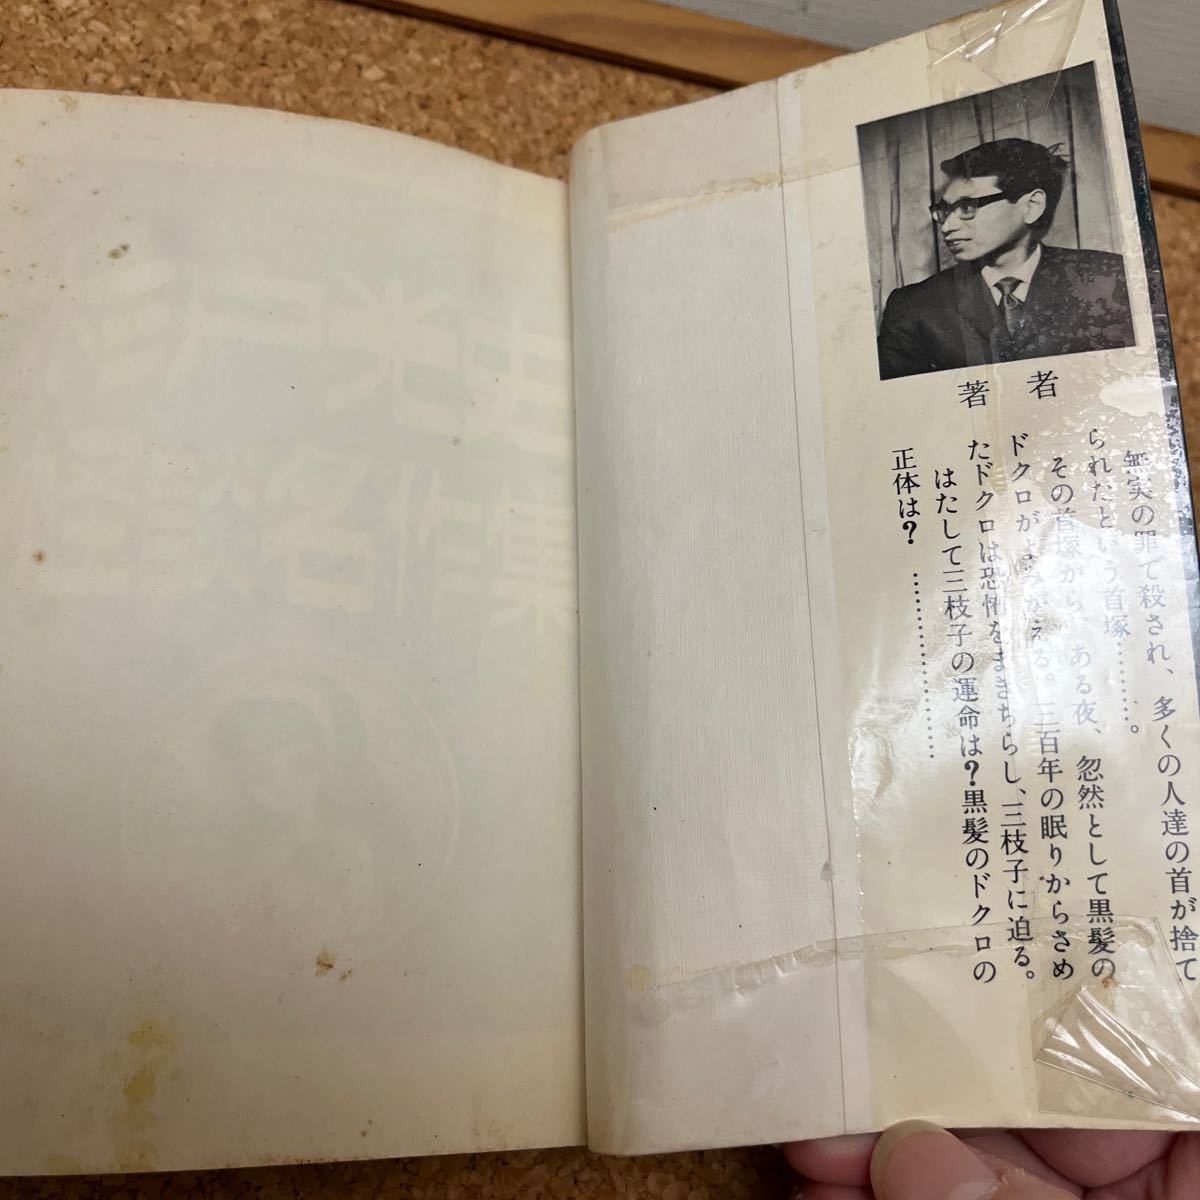 著者
無実の罪で殺され、多くの人達の首が捨て
られたという首塚…………。
その首塚から、ある夜、忽然として黒髪の
ドクロがよみがえる。三百年の眠りからさめ
たドクロは恐怖をまきちらし、三枝子に迫る。
はたして三枝子の運命は？黒髪のドクロの
正体は？…………………